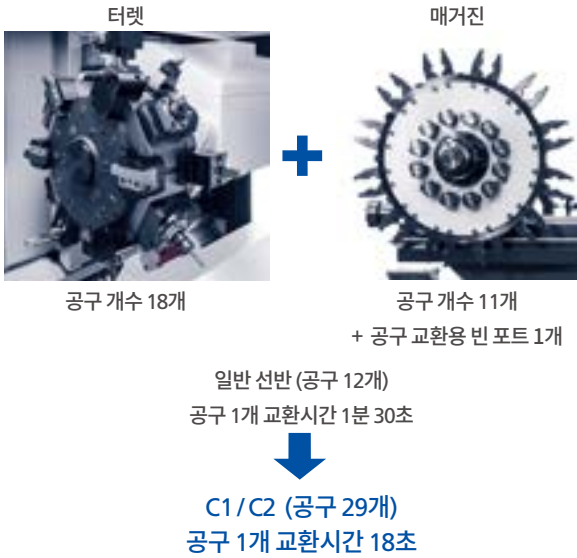 터렛
매거진
공구 개수 18개
공구 개수 11개
+ 공구 교환용 빈 포트 1개
일반 선반 (공구 12개)
공구 1개 교환시간 1분 30초
C1 / C2 (공구 29개)
공구 1개 교환시간 18초